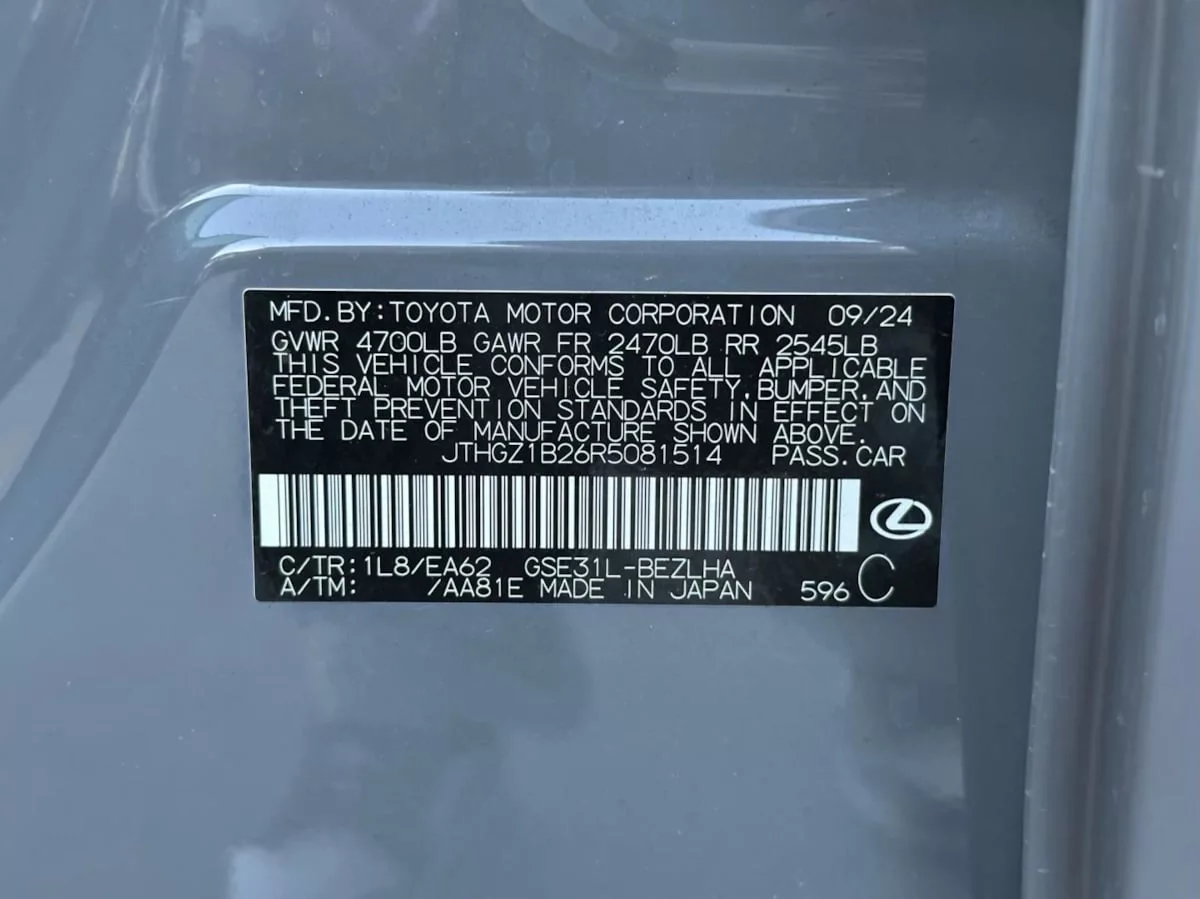 MFD.BY:TOYOTA MOTOR CORPORATION 09/24
GVWR 4700LB GAWR FR 2470LB RR 2545LB
THIS VEHICLE CONFORMS TO ALL APPLICABLE
FEDERAL MOTOR VEHICLE SAFETY,BUMPER,AND
THEFT PREVENTION STANDARDS IN EFFECT ON
THE DATE OF MANUFACTURE SHOWN ABOVE.
JTHGZ1B26R5081514 PASS.CAR
C/TR:1L8/EA62 GSE31L-BEZLHA
A/TM: /AA81E MADE IN JAPAN 596 C